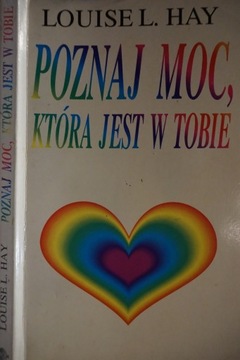 LOUISE L. HAY
POZNAJ MOC,
KTÓRA JEST W TOBIE
LOUISE L. HAY POZNAJ MOC, KTÓRA JEST W TOBIE